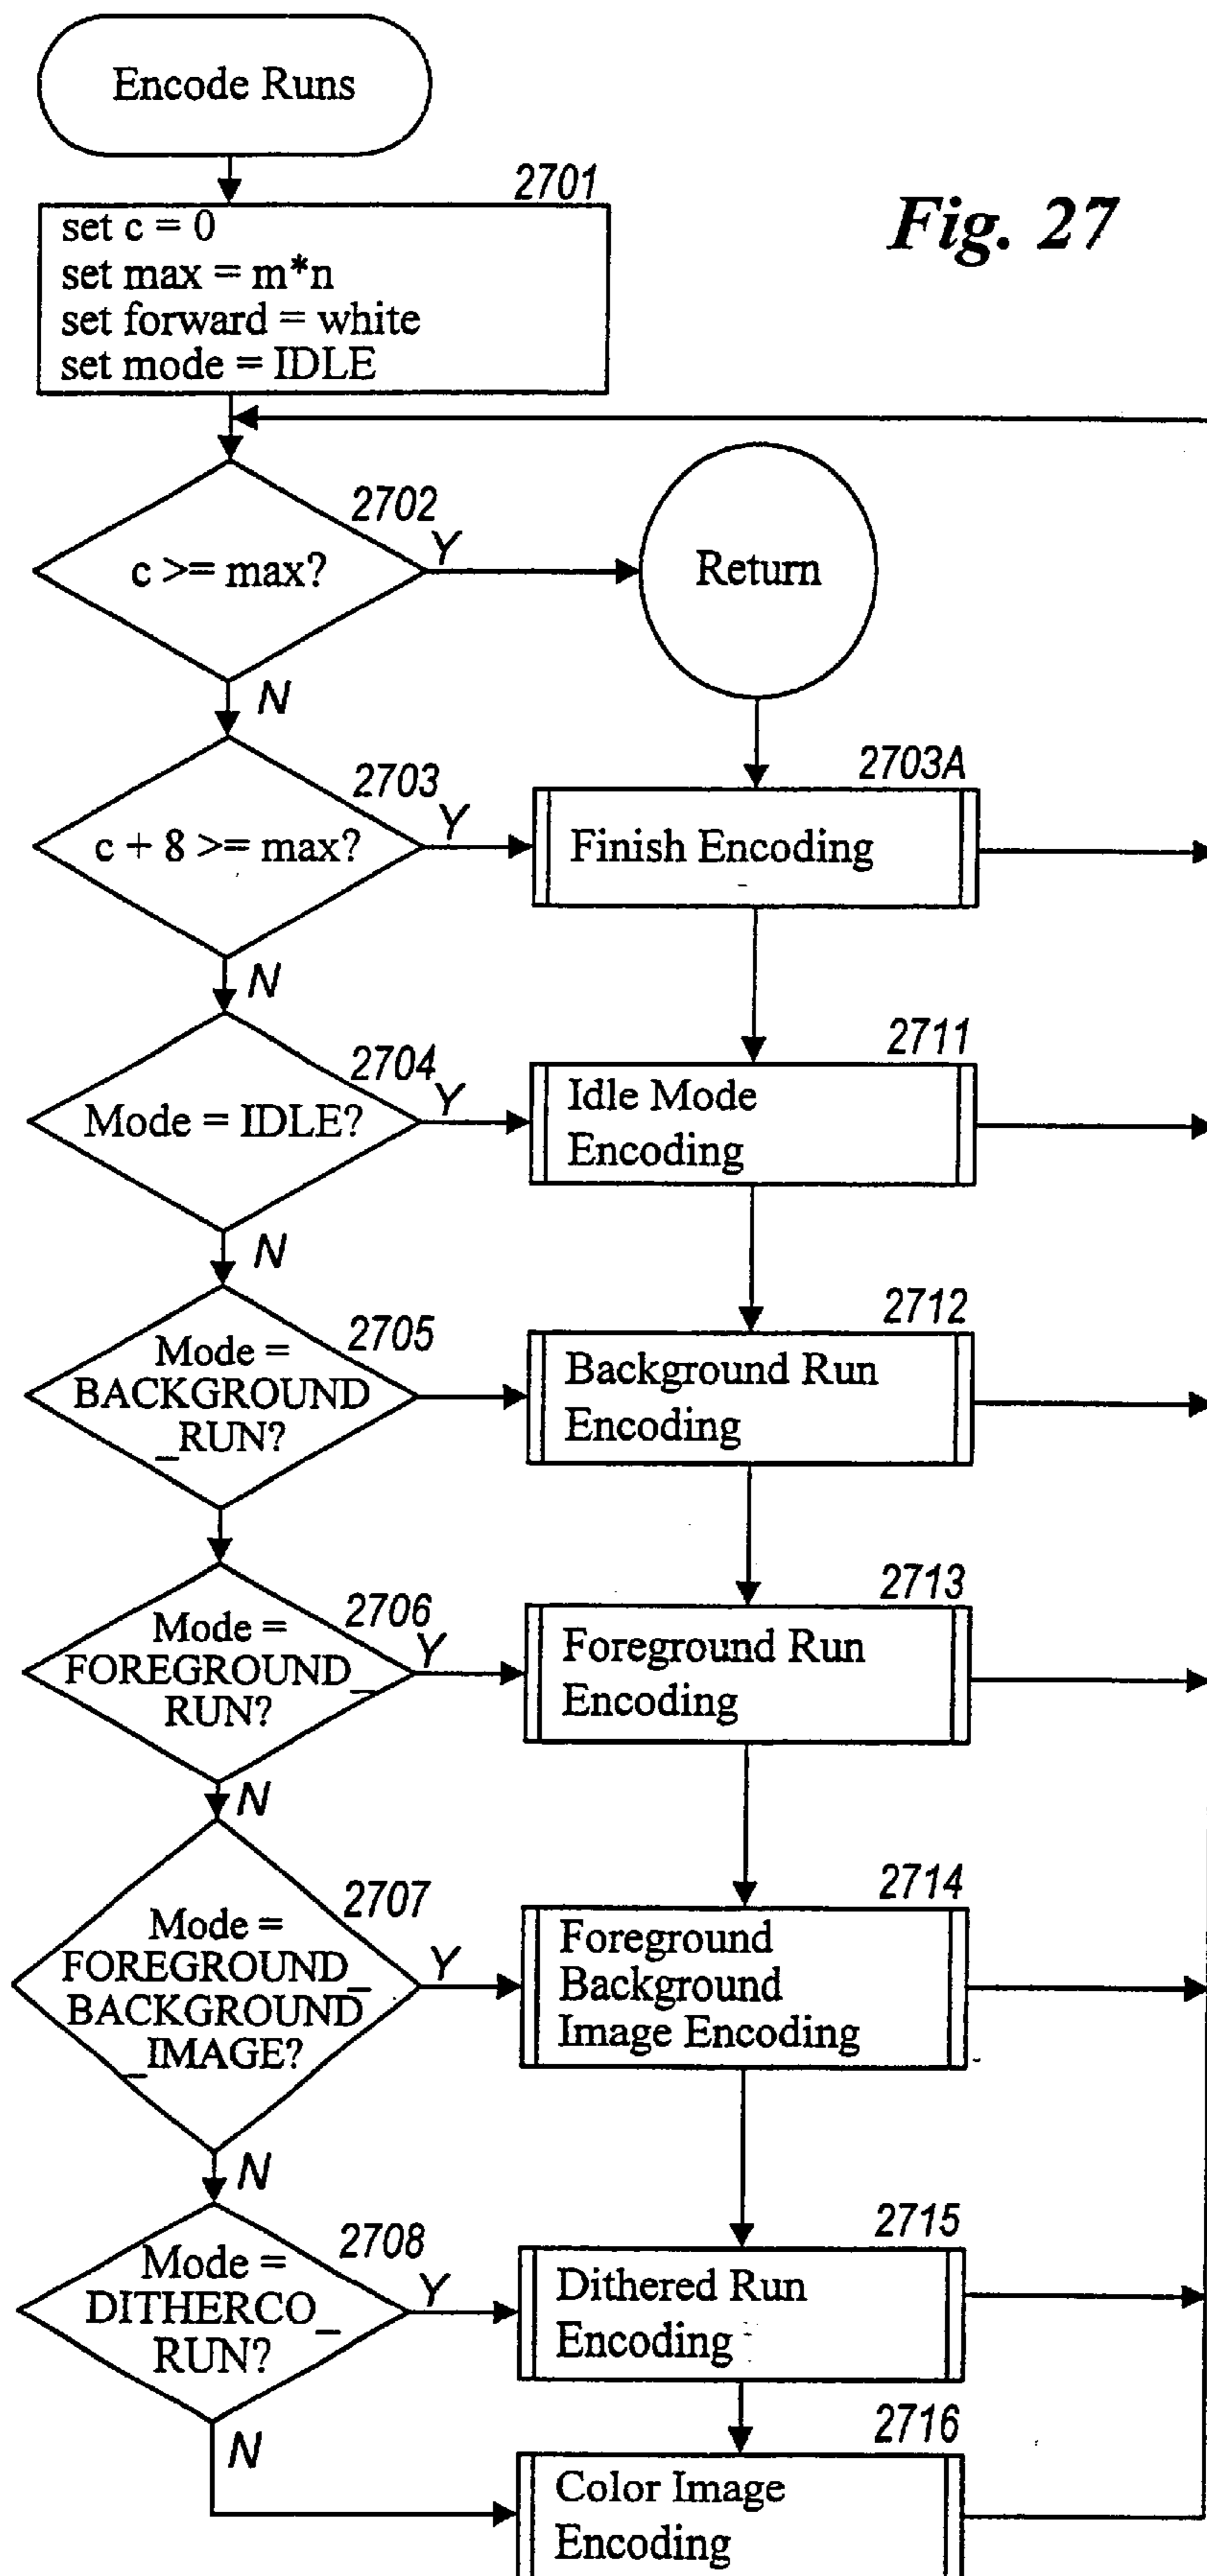 Encode Runs
2701
Fig. 27
set c = 0
set max = m*n
set forward = white
set mode = IDLE
2702
Y
c >= max?
Return
N
2703
Y
2703A
c + 8 >= max?
Finish Encoding
N
2704
Y
2711
Mode = IDLE?
Idle Mode
Encoding
N
2705
2712
Mode =
BACKGROUND
_RUN?
Background Run
Encoding
2706
Y
2713
Mode =
FOREGROUND_
RUN?
Foreground Run
Encoding
N
2707
Y
2714
Mode =
FOREGROUND_
BACKGROUND
_IMAGE?
Foreground
Background
Image Encoding
N
2708
Y
2715
Mode =
DITHERCO_
RUN?
Dithered Run
Encoding
N
2716
Color Image
Encoding